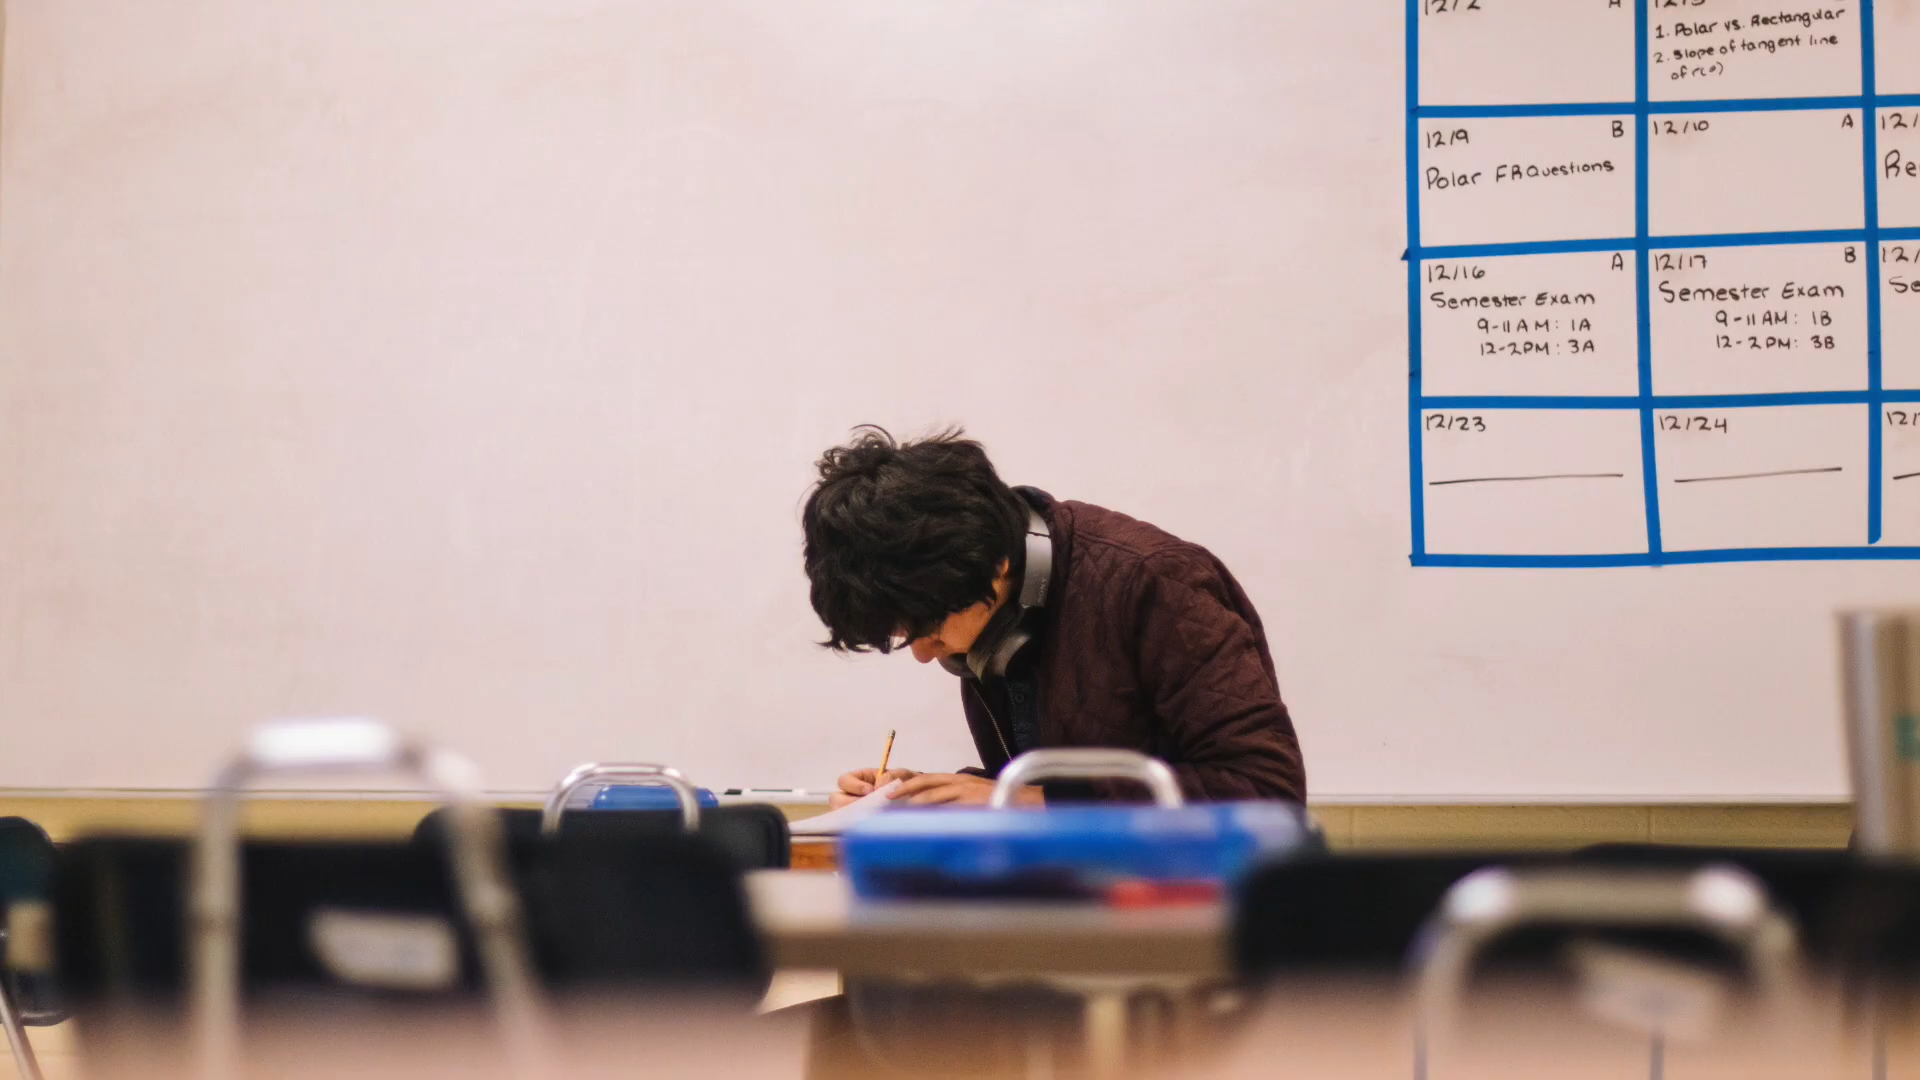 12/2
1. Polar vs. Rectangular
2. Slope of tangent line
of r(θ)
12/9 B
Polar FRQuestions
12/10 A
12/16 A
Semester Exam
9-11 AM: 1A
12-2PM: 3A
12/17 B
Semester Exam
9-11 AM: 1B
12-2PM: 3B
12/23
12/24